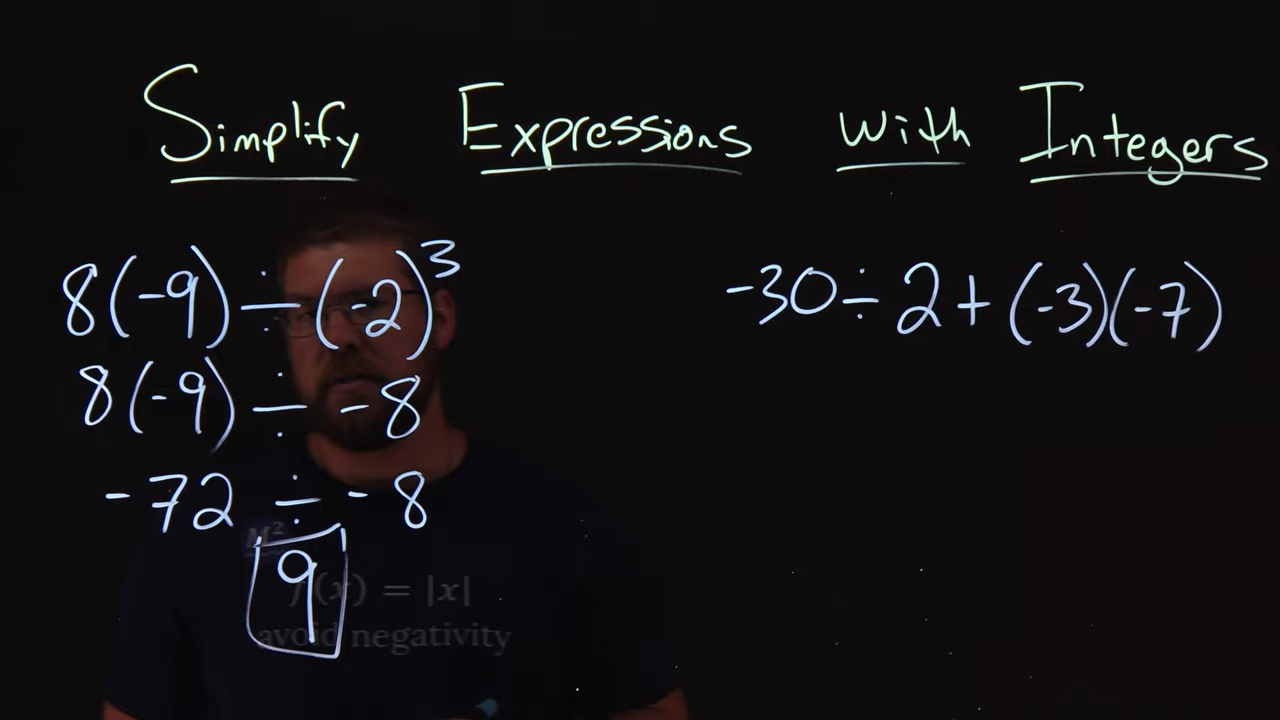 Simplify Expressions with Integers
8(-9) ÷ (-2)³
8(-9) ÷ -8
-72 ÷ -8
9
-30 ÷ 2 + (-3)(-7)
M²
f(x) = |x|
avoid negativity